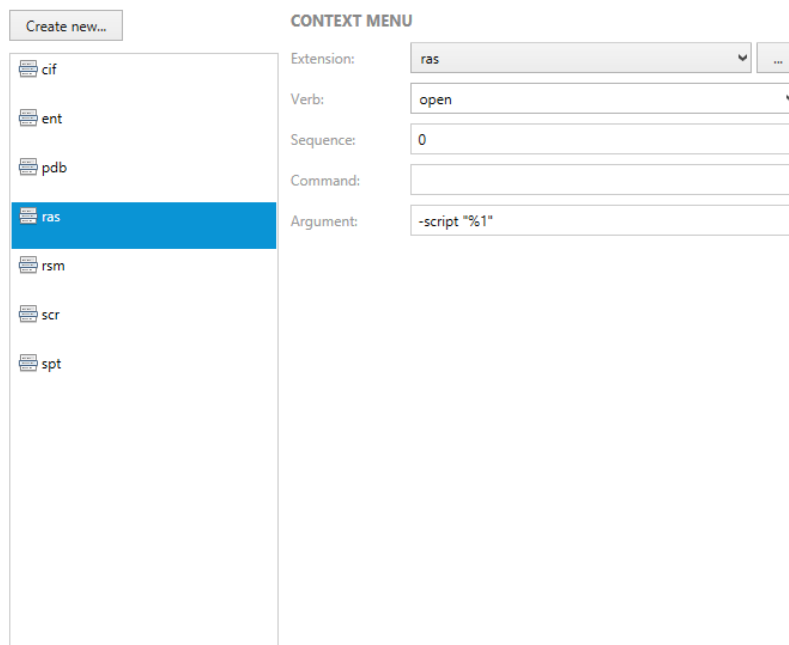 Create new...
cif
ent
pdb
ras
rsm
scr
spt
CONTEXT MENU
Extension: ras ...
Verb: open
Sequence: 0
Command:
Argument: -script "%1"